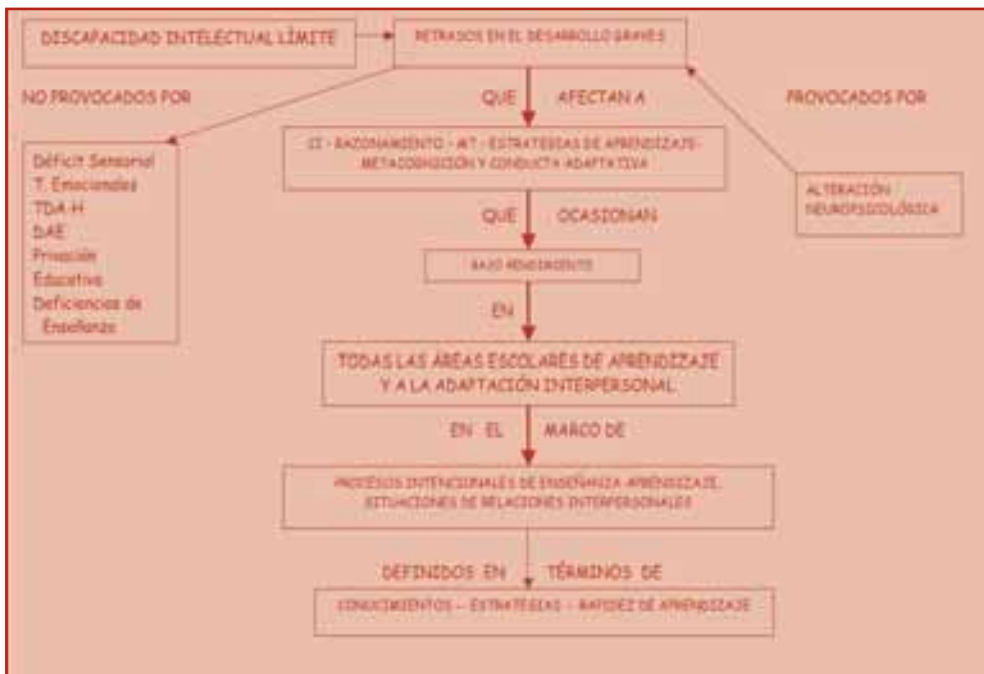 DISCAPACIDAD INTELECTUAL LÍMITE
RETRASOS EN EL DESARROLLO GRAVES
NO PROVOCADOS POR
QUE AFECTAN A
PROVOCADOS POR
CI - RAZONAMIENTO - MT - ESTRATEGIAS DE APRENDIZAJE-
METACOGNICIÓN Y CONDUCTA ADAPTATIVA
Déficit Sensorial
T. Emocionales
TDA-H
DAE
Privación
Educativa
Deficiencias de
Enseñanza
ALTERACIÓN
NEUROPSICOLÓGICA
QUE OCASIONAN
BAJO RENDIMIENTO
EN
TODAS LAS ÁREAS ESCOLARES DE APRENDIZAJE
Y A LA ADAPTACIÓN INTERPERSONAL
EN EL MARCO DE
PROCESOS INTENCIONALES DE ENSEÑANZA-APRENDIZAJE.
SITUACIONES DE RELACIONES INTERPERSONALES
DEFINIDOS EN TÉRMINOS DE
CONOCIMIENTOS - ESTRATEGIAS - RAPIDEZ DE APRENDIZAJE